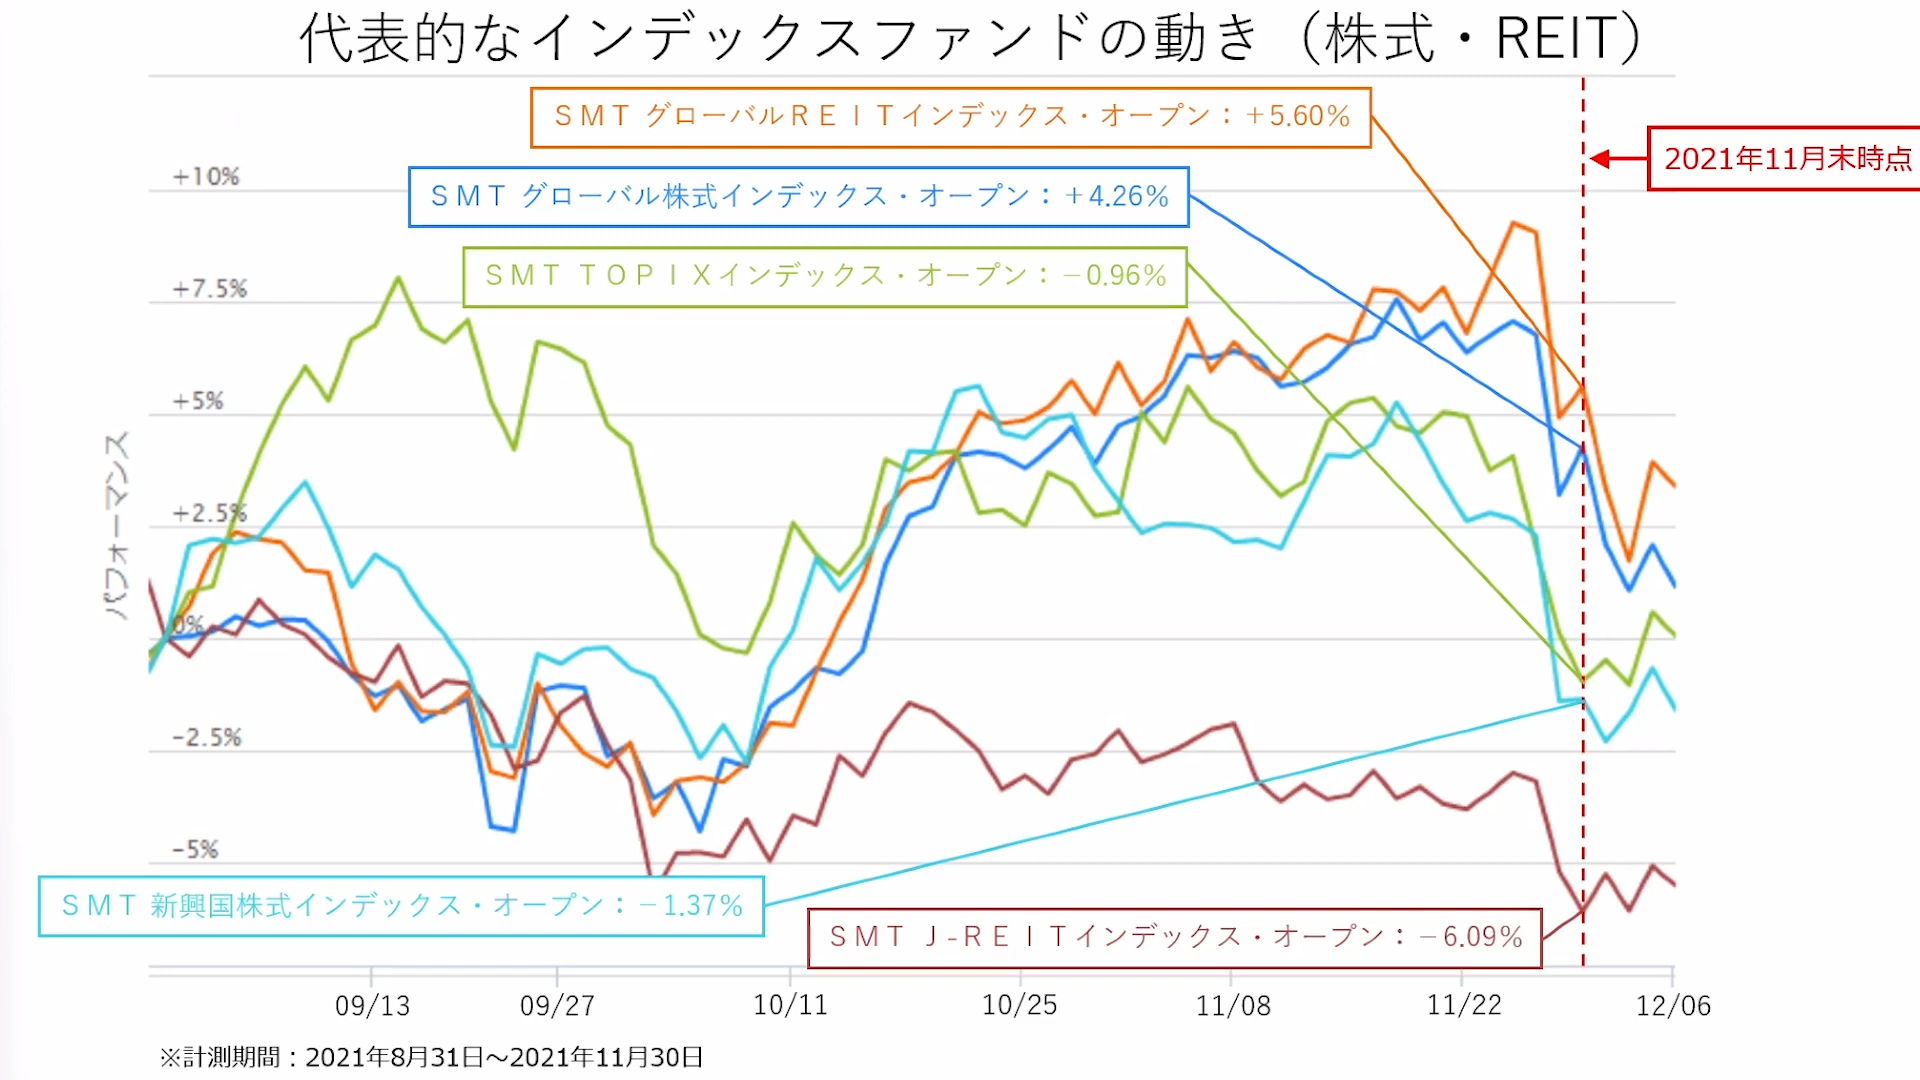 代表的なインデックスファンドの動き（株式・REIT）
ＳＭＴ グローバルＲＥＩＴインデックス・オープン：＋5.60%
2021年11月末時点
ＳＭＴ グローバル株式インデックス・オープン：＋4.26%
ＳＭＴ ＴＯＰＩＸインデックス・オープン：－0.96%
+10%
+7.5%
+5%
+2.5%
0%
-2.5%
-5%
パフォーマンス
ＳＭＴ 新興国株式インデックス・オープン：－1.37%
ＳＭＴ Ｊ-ＲＥＩＴインデックス・オープン：－6.09%
09/13 09/27 10/11 10/25 11/08 11/22 12/06
※計測期間：2021年8月31日～2021年11月30日